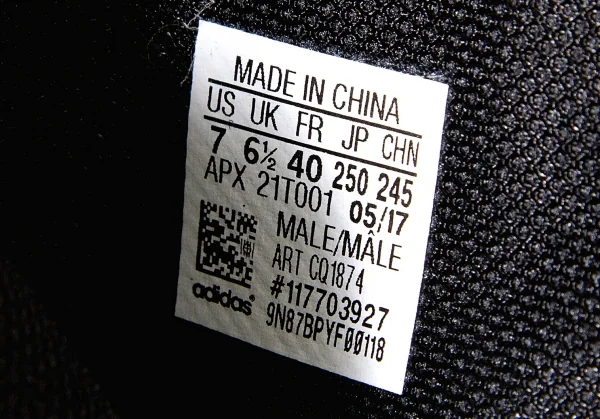 MADE IN CHINA
US UK FR JP CHN
7 6½ 40 250 245
APX 21T001 05/17
MALE/MÂLE
ART CQ1874
#117703927
9N87BPYF00118
adidas®